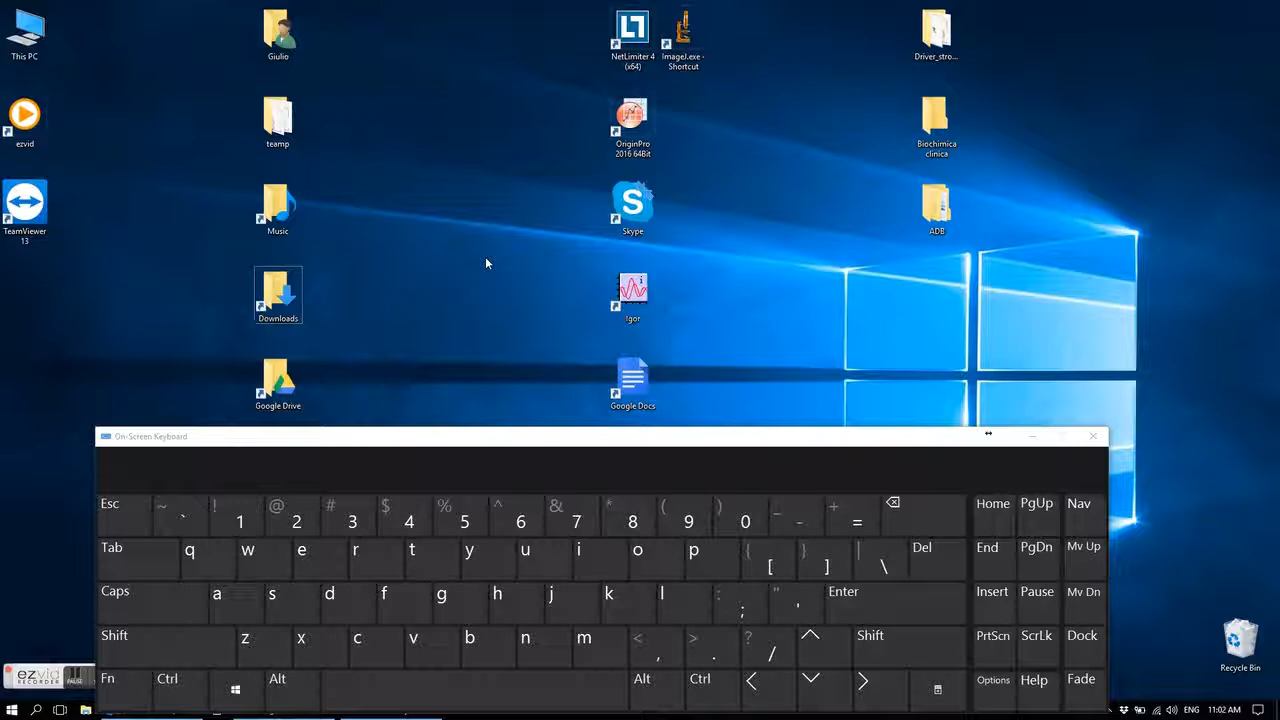 This PC
Giulio
NetLimiter 4
(x64)
ImageJ.exe -
Shortcut
Driver_stro...
ezvid
teamp
OriginPro
2016 64Bit
Biochimica
clinica
TeamViewer
13
Music
S
Skype
ADB
Downloads
i
Igor
Google Drive
Google Docs
On-Screen Keyboard
Esc ~ ` ! 1 @ 2 # 3 $ 4 % 5 ^ 6 & 7 * 8 ( 9 ) 0 _ - + = Home PgUp Nav
Tab q w e r t y u i o p { [ } ] | \ Del End PgDn Mv Up
Caps a s d f g h j k l : ; " ' Enter Insert Pause Mv Dn
Shift z x c v b n m < , > . ? / Shift PrtScn ScrLk Dock
Fn Ctrl Alt Alt Ctrl Options Help Fade
Recycle Bin
ezvid
RECORDER
PAUSE
ENG 11:02 AM